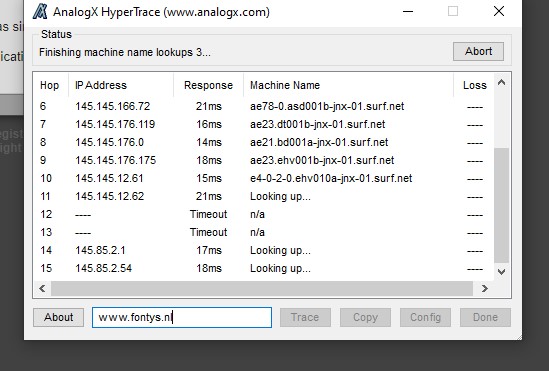 AnalogX HyperTrace (www.analogx.com)
Status
Finishing machine name lookups 3...
Abort
Hop IP Address Response Machine Name Loss
6 145.145.166.72 21ms ae78-0.asd001b-jnx-01.surf.net ----
7 145.145.176.119 16ms ae23.dt001b-jnx-01.surf.net ----
8 145.145.176.0 14ms ae21.bd001a-jnx-01.surf.net ----
9 145.145.176.175 18ms ae23.ehv001b-jnx-01.surf.net ----
10 145.145.12.61 15ms e4-0-2-0.ehv010a-jnx-01.surf.net ----
11 145.145.12.62 21ms Looking up... ----
12 ---- Timeout n/a ----
13 ---- Timeout n/a ----
14 145.85.2.1 17ms Looking up... ----
15 145.85.2.54 18ms Looking up... ----
About www.fontys.nl Trace Copy Config Done